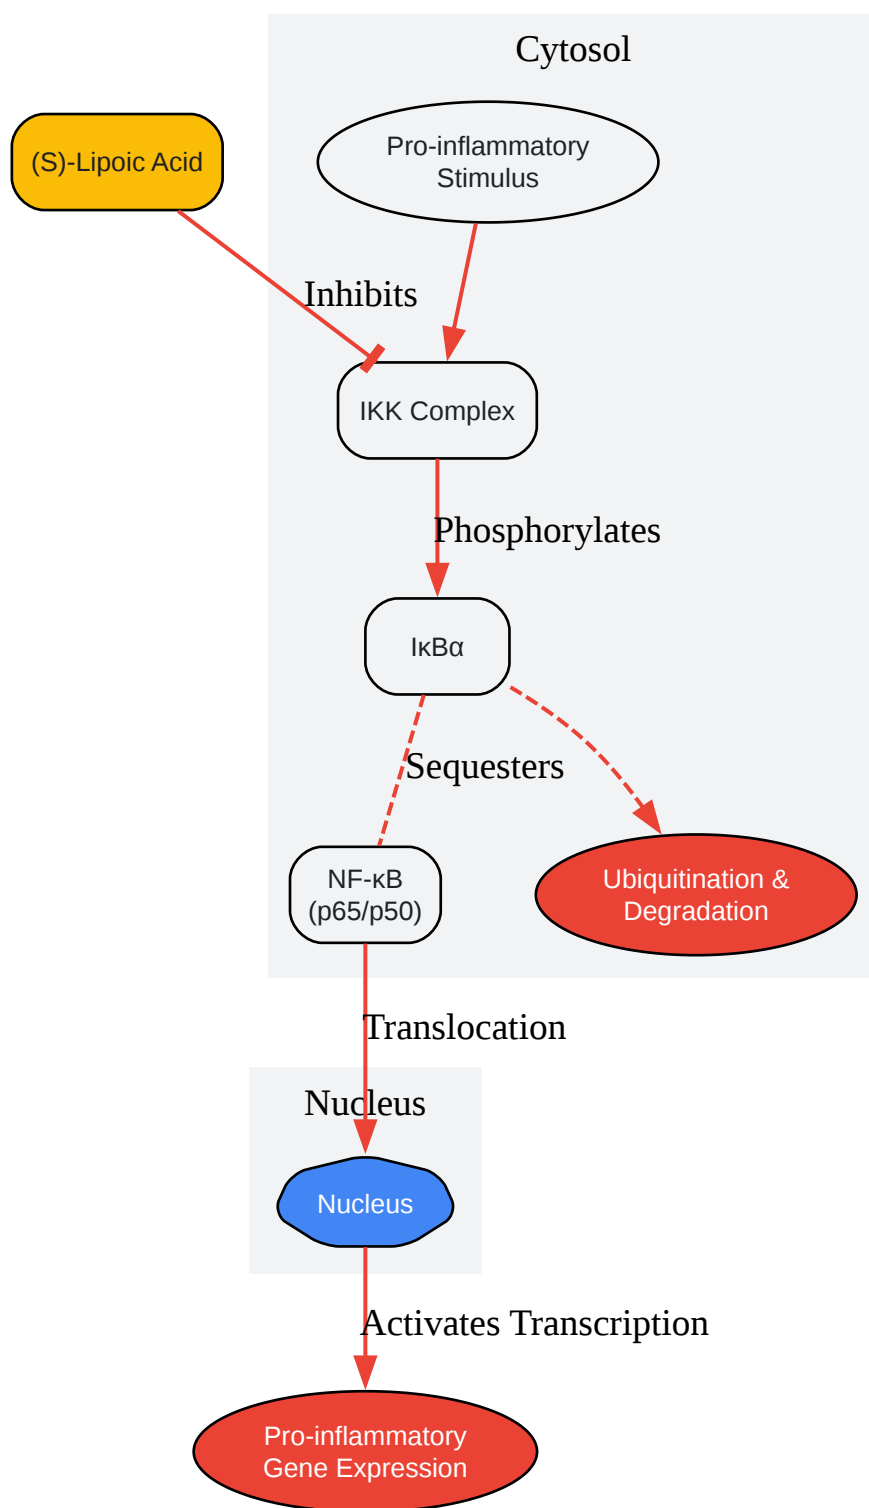 Cytosol
(S)-Lipoic Acid
Pro-inflammatory
Stimulus
Inhibits
IKK Complex
Phosphorylates
IκBα
Sequesters
NF-κB
(p65/p50)
Ubiquitination &
Degradation
Translocation
Nucleus
Nucleus
Activates Transcription
Pro-inflammatory
Gene Expression